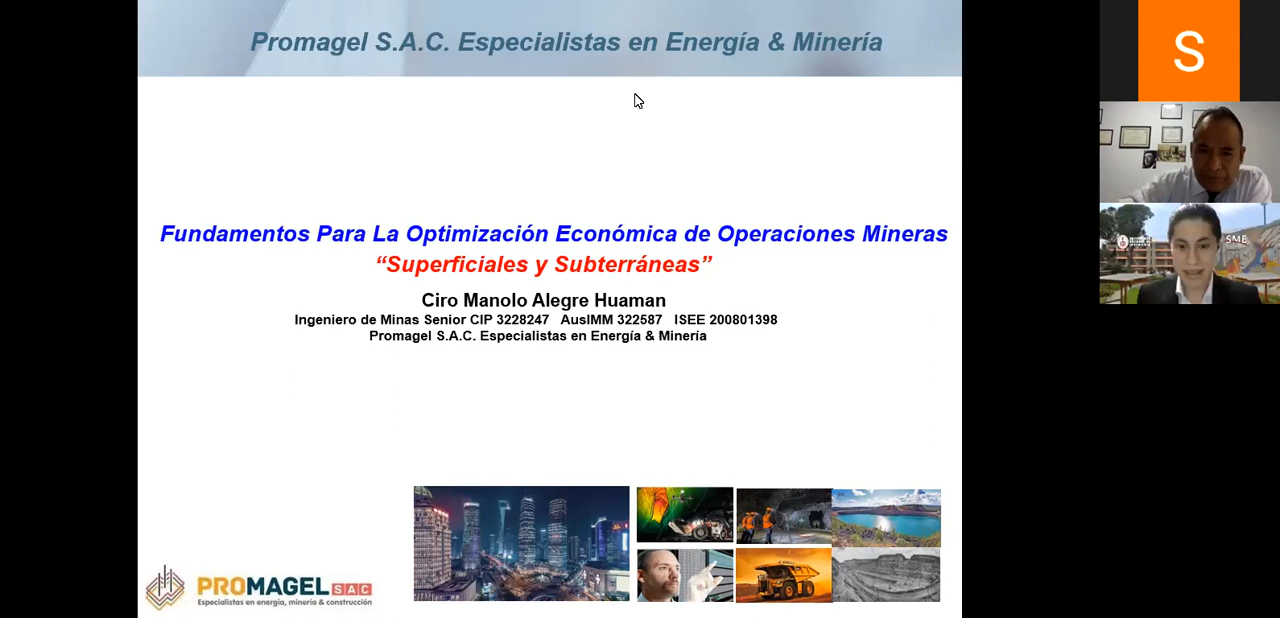 Promagel S.A.C. Especialistas en Energía & Minería
Fundamentos Para La Optimización Económica de Operaciones Mineras
“Superficiales y Subterráneas”
Ciro Manolo Alegre Huaman
Ingeniero de Minas Senior CIP 3228247 AusIMM 322587 ISEE 200801398
Promagel S.A.C. Especialistas en Energía & Minería
PROMAGEL SAC
Especialistas en energía, minería & construcción
S
SME